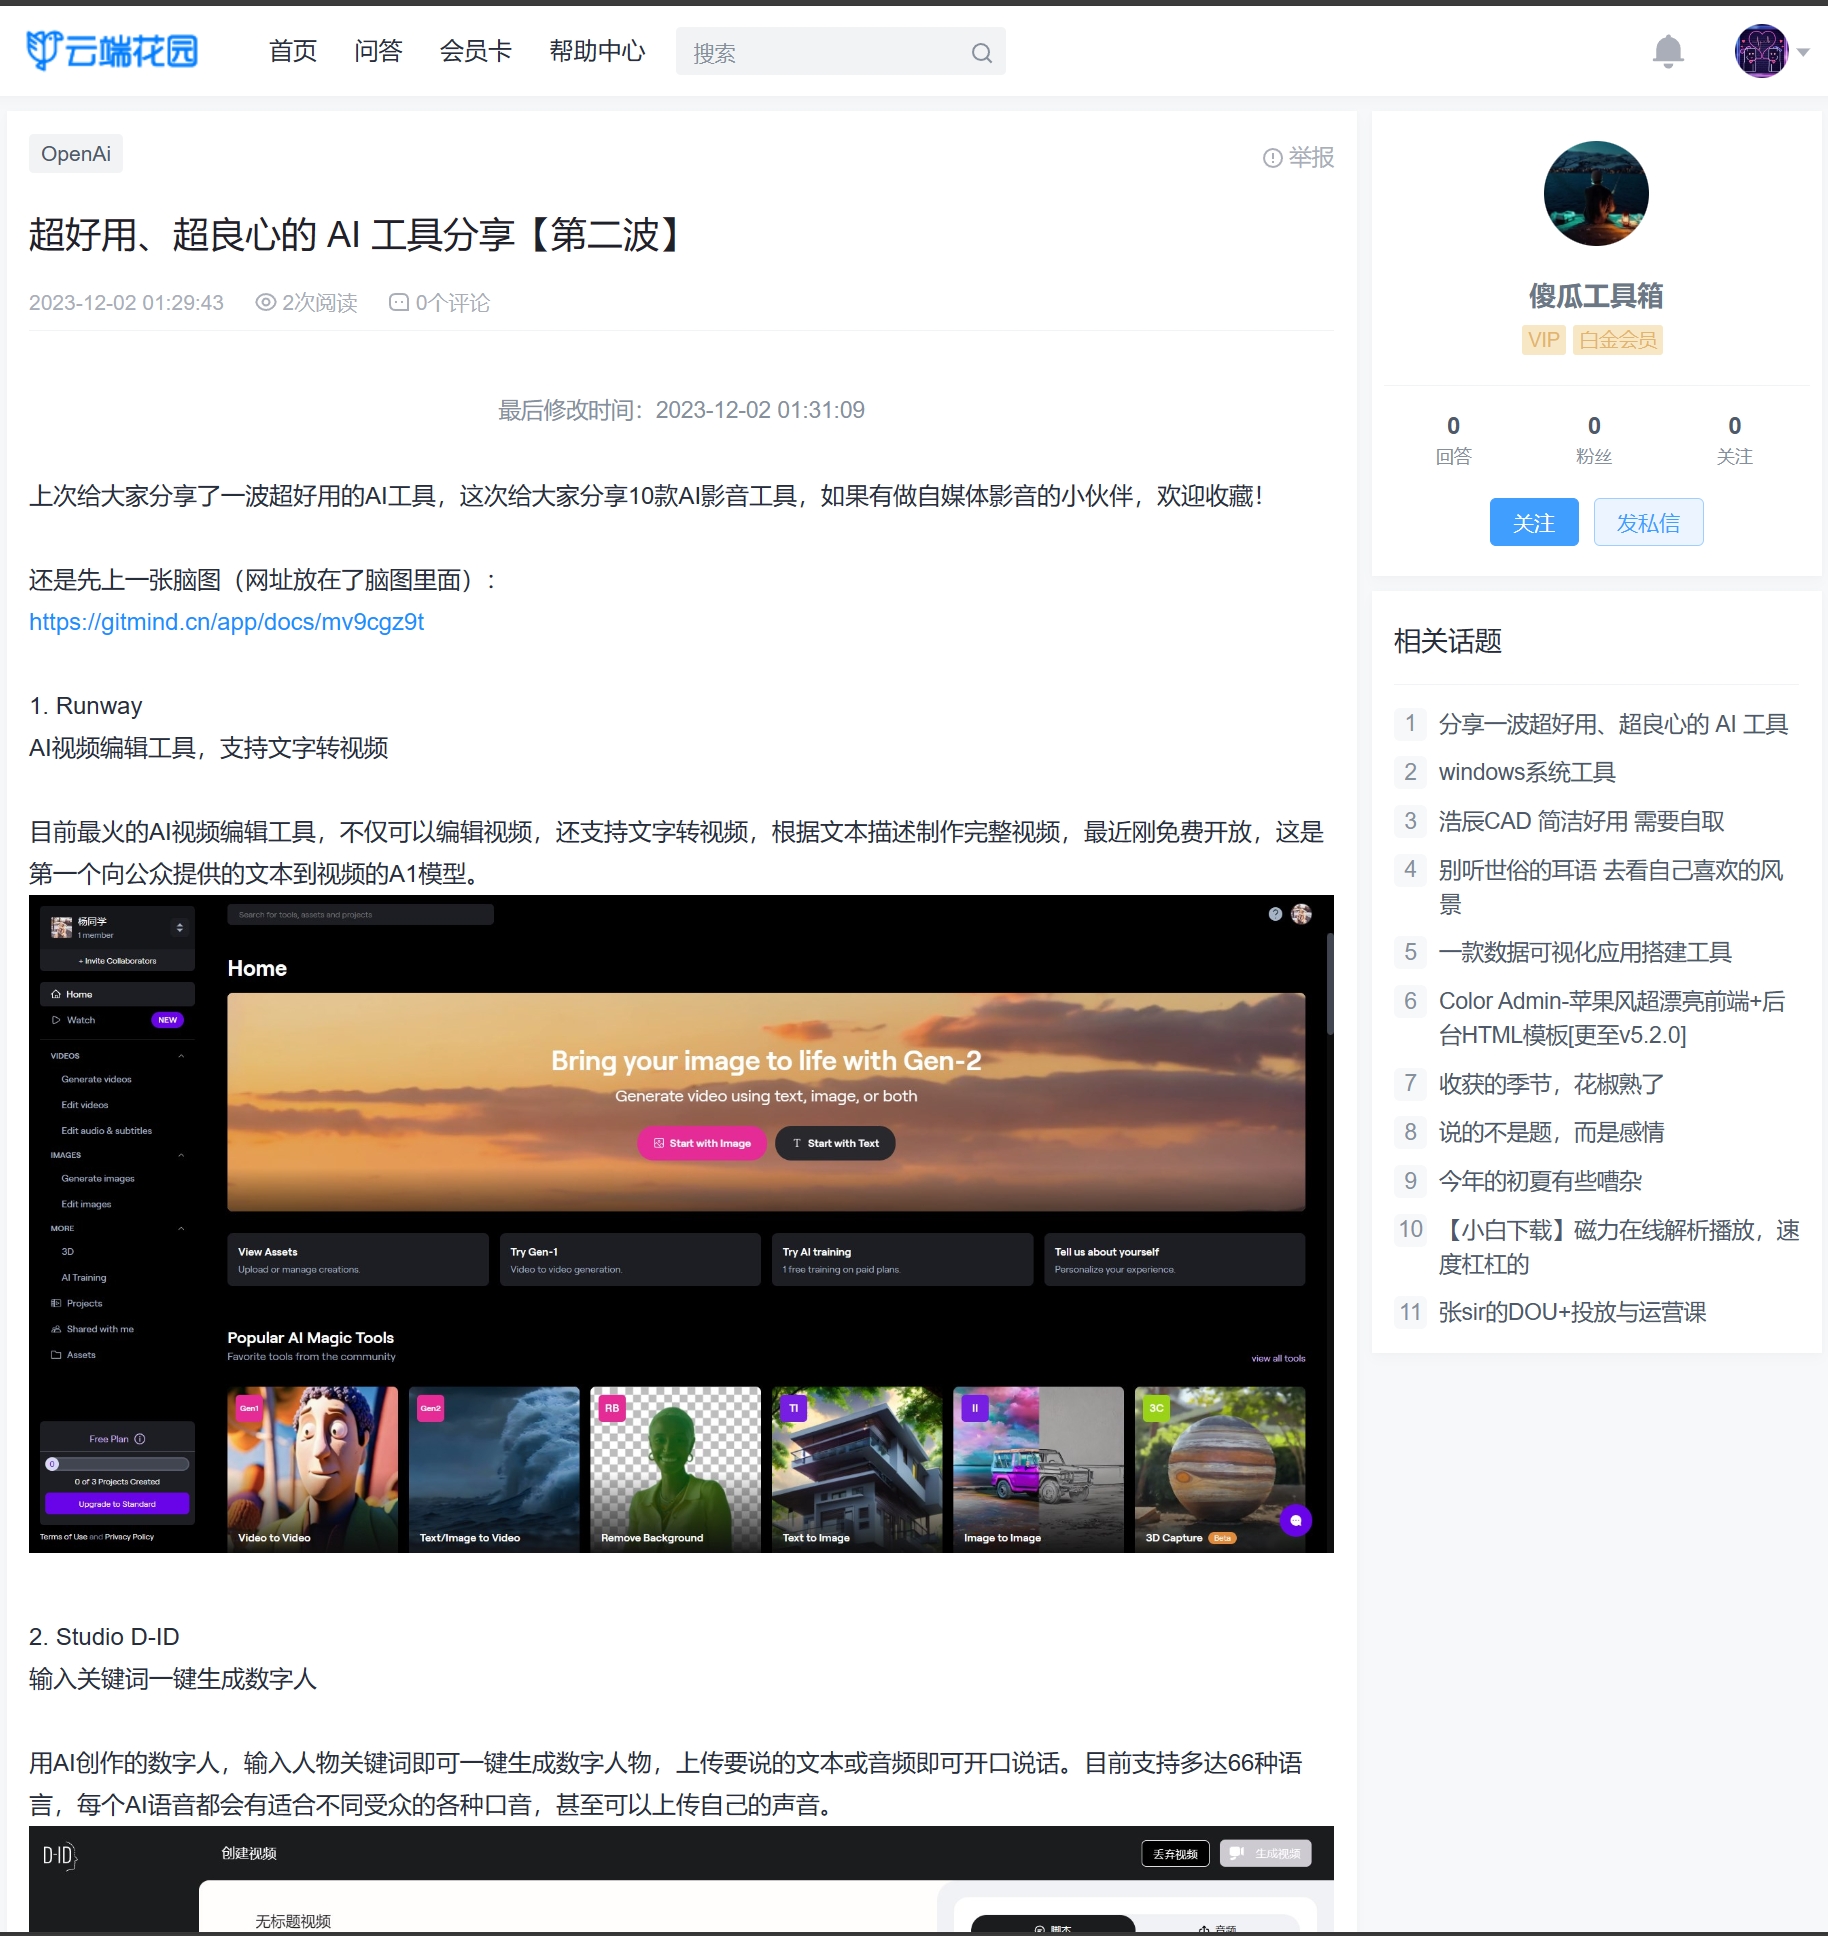 云端花园
首页 问答 会员卡 帮助中心 搜索
OpenAi
举报
超好用、超良心的 AI 工具分享【第二波】
2023-12-02 01:29:43 2次阅读 0个评论
最后修改时间：2023-12-02 01:31:09
上次给大家分享了一波超好用的AI工具，这次给大家分享10款AI影音工具，如果有做自媒体影音的小伙伴，欢迎收藏！
还是先上一张脑图（网址放在了脑图里面）：
https://gitmind.cn/app/docs/mv9cgz9t
1. Runway
AI视频编辑工具，支持文字转视频
目前最火的AI视频编辑工具，不仅可以编辑视频，还支持文字转视频，根据文本描述制作完整视频，最近刚免费开放，这是
第一个向公众提供的文本到视频的A1模型。
杨同学
1 member
+ Invite Collaborators
Home
Watch NEW
VIDEOS
Generate videos
Edit videos
Edit audio & subtitles
IMAGES
Generate images
Edit images
MORE
3D
AI Training
Projects
Shared with me
Assets
Free Plan
0
0 of 3 Projects Created
Upgrade to Standard
Terms of Use and Privacy Policy
Search for tools, assets and projects
?
Home
Bring your image to life with Gen-2
Generate video using text, image, or both
Start with Image T Start with Text
View Assets
Upload or manage creations.
Try Gen-1
Video to video generation.
Try AI training
1 free training on paid plans.
Tell us about yourself
Personalize your experience.
Popular AI Magic Tools
Favorite tools from the community
view all tools
Gen1
Video to Video
Gen2
Text/Image to Video
RB
Remove Background
TI
Text to Image
II
Image to Image
3C
3D Capture Beta
2. Studio D-ID
输入关键词一键生成数字人
用AI创作的数字人，输入人物关键词即可一键生成数字人物，上传要说的文本或音频即可开口说话。目前支持多达66种语
言，每个AI语音都会有适合不同受众的各种口音，甚至可以上传自己的声音。
D-ID
创建视频
丢弃视频 生成视频
无标题视频
脚本 音频
傻瓜工具箱
VIP 白金会员
0 0 0
回答 粉丝 关注
关注 发私信
相关话题
1 分享一波超好用、超良心的 AI 工具
2 windows系统工具
3 浩辰CAD 简洁好用 需要自取
4 别听世俗的耳语 去看自己喜欢的风
景
5 一款数据可视化应用搭建工具
6 Color Admin-苹果风超漂亮前端+后
台HTML模板[更至v5.2.0]
7 收获的季节，花椒熟了
8 说的不是题，而是感情
9 今年的初夏有些嘈杂
10 【小白下载】磁力在线解析播放，速
度杠杠的
11 张sir的DOU+投放与运营课